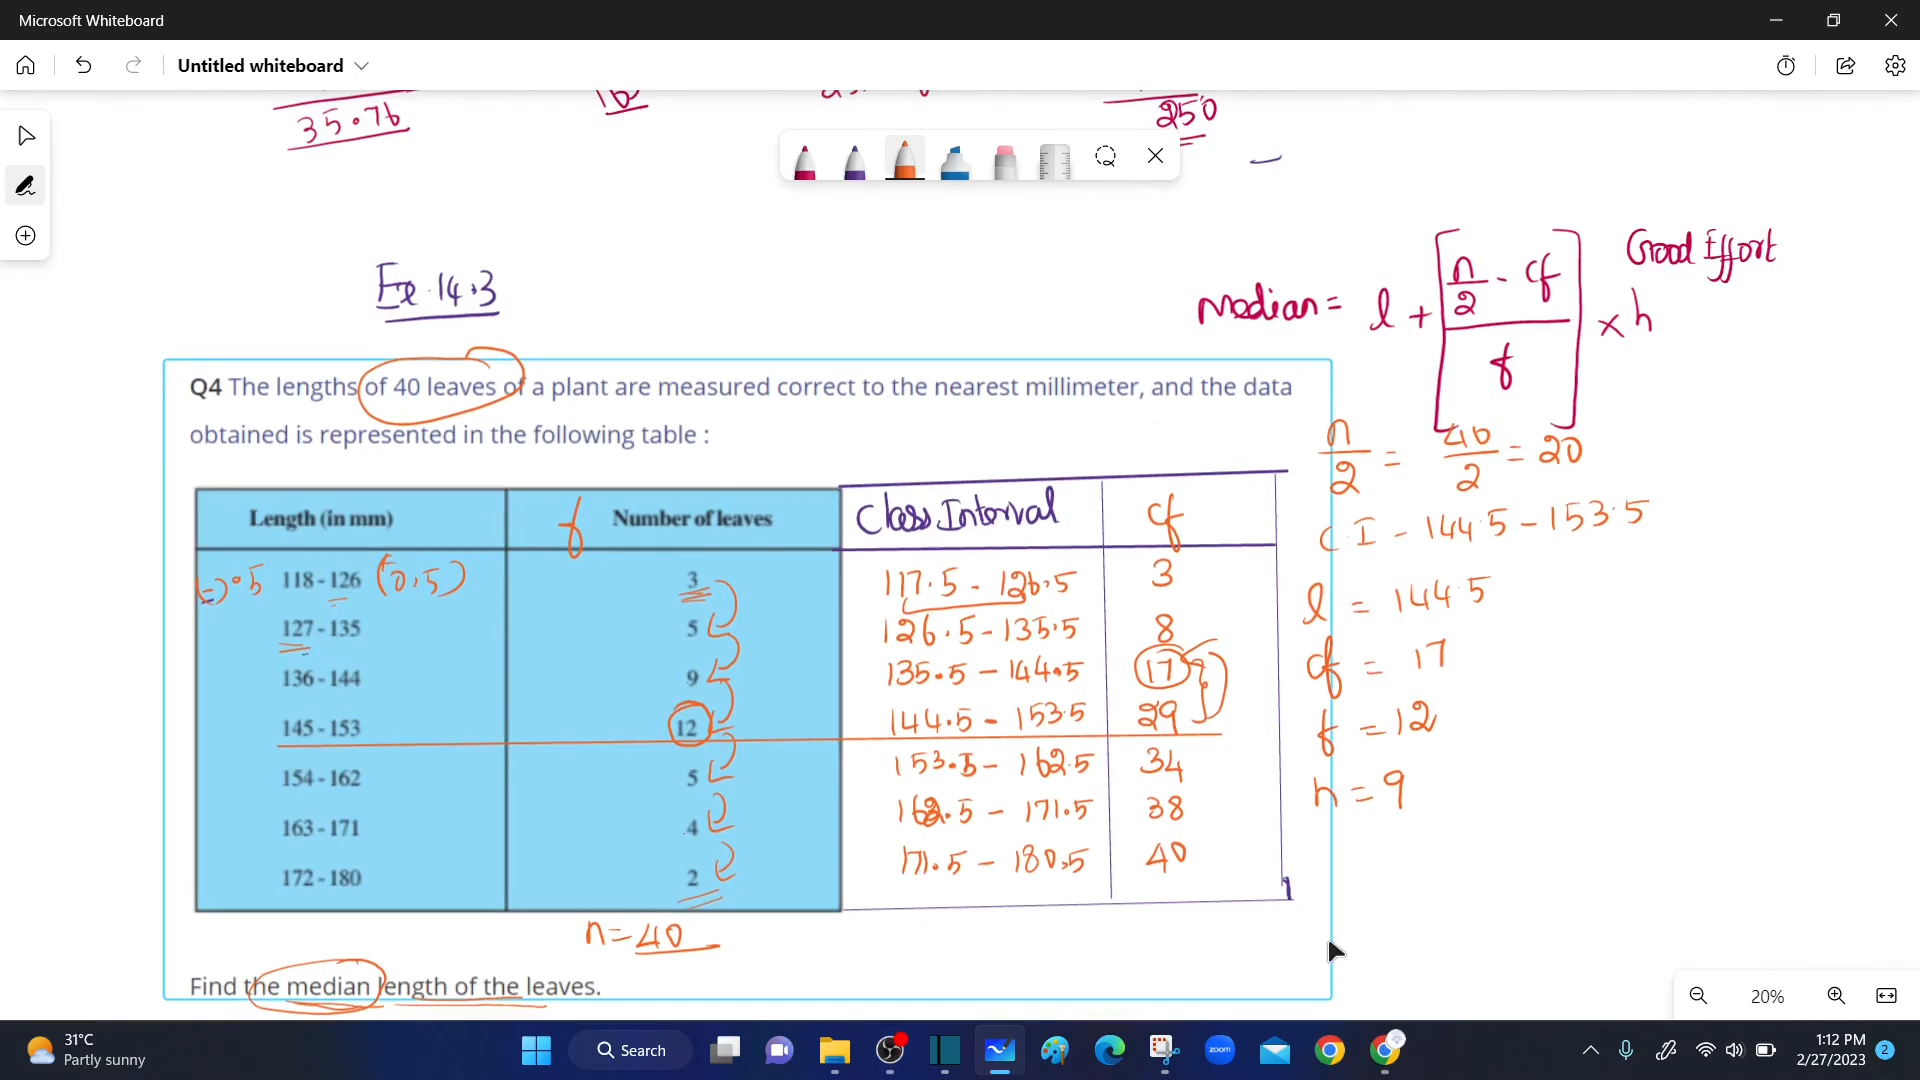 Microsoft Whiteboard
Untitled whiteboard
35.76
250
Good Effort
Ex 14.3
Median = l + [n/2 - cf / f] × h
Q4 The lengths of 40 leaves of a plant are measured correct to the nearest millimeter, and the data
obtained is represented in the following table :
n/2 = 40/2 = 20
Length (in mm) f Number of leaves Class Interval cf
C I - 144.5 - 153.5
(-)0.5 118 - 126 (+0.5) 3 117.5 - 126.5 3
l = 144.5
127 - 135 5 126.5 - 135.5 8
cf = 17
136 - 144 9 135.5 - 144.5 17
145 - 153 12 144.5 - 153.5 29
f = 12
154 - 162 5 153.5 - 162.5 34
h = 9
163 - 171 4 162.5 - 171.5 38
172 - 180 2 171.5 - 180.5 40
n = 40
Find the median length of the leaves.
20%
31°C
Partly sunny
Search
zoom
1:12 PM
2/27/2023
2